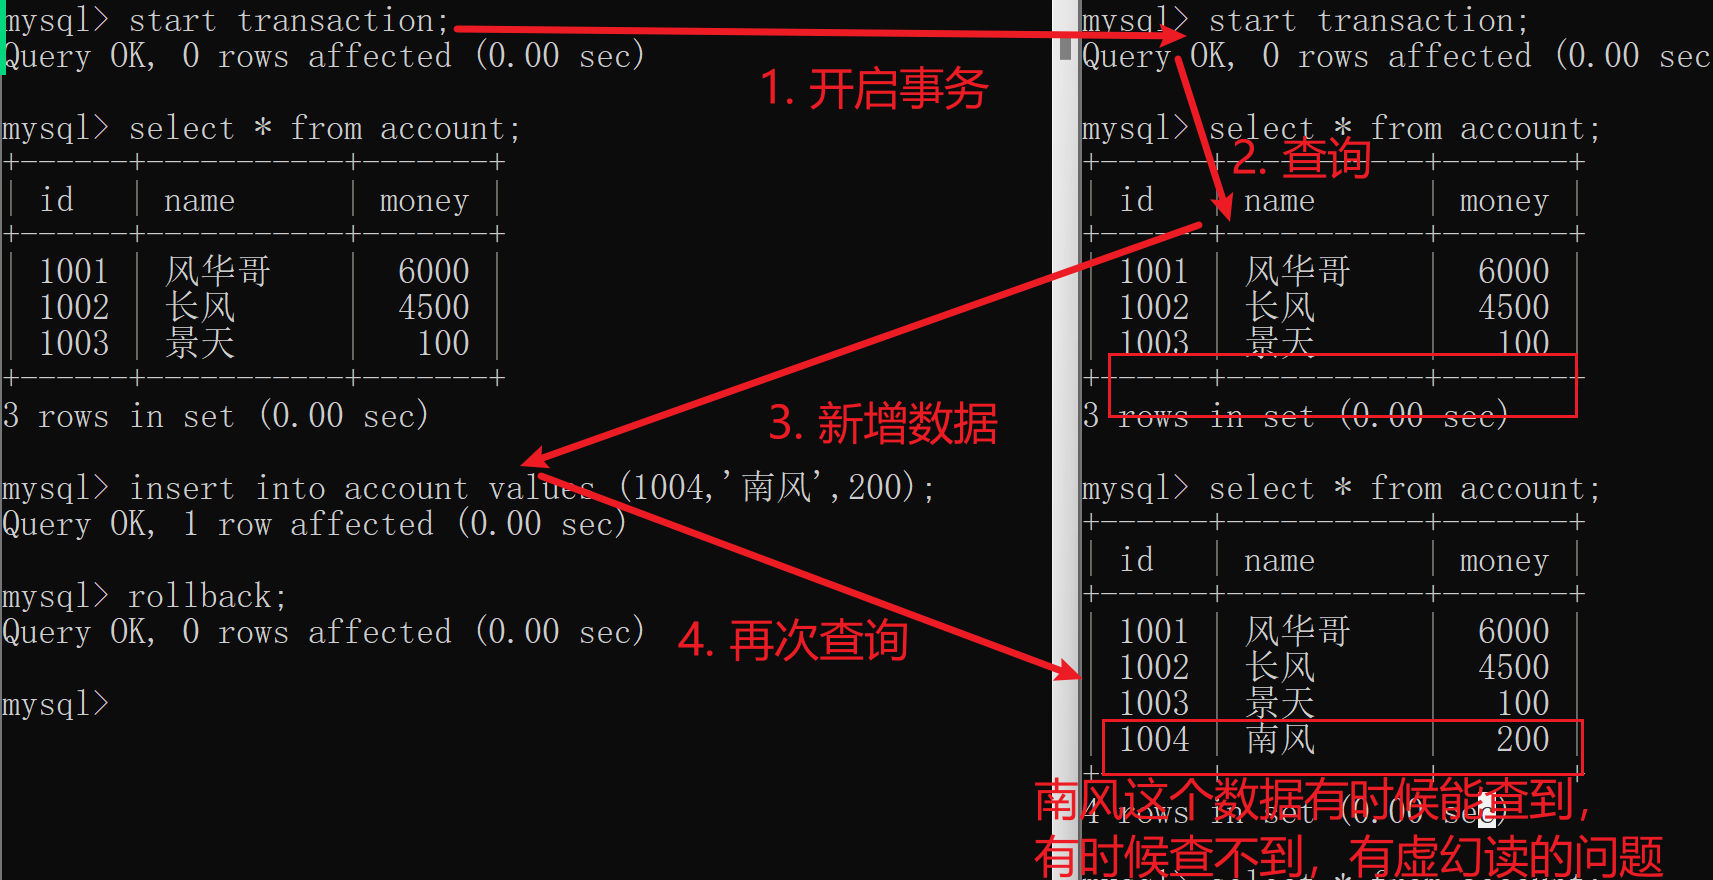 mysql> start transaction;
Query OK, 0 rows affected (0.00 sec)
1. 开启事务
mysql> select * from account;
+------+-----------+-------+
| id | name | money |
+------+-----------+-------+
| 1001 | 风华哥 | 6000 |
| 1002 | 长风 | 4500 |
| 1003 | 景天 | 100 |
+------+-----------+-------+
3 rows in set (0.00 sec)
3. 新增数据
mysql> insert into account values (1004,'南风',200);
Query OK, 1 row affected (0.00 sec)
mysql> rollback;
Query OK, 0 rows affected (0.00 sec)
4. 再次查询
mysql>
mysql> start transaction;
Query OK, 0 rows affected (0.00 sec
mysql> select * from account;
2. 查询
+------+-----------+-------+
| id | name | money |
+------+-----------+-------+
| 1001 | 风华哥 | 6000 |
| 1002 | 长风 | 4500 |
| 1003 | 景天 | 100 |
+------+-----------+-------+
3 rows in set (0.00 sec)
mysql> select * from account;
+------+-----------+-------+
| id | name | money |
+------+-----------+-------+
| 1001 | 风华哥 | 6000 |
| 1002 | 长风 | 4500 |
| 1003 | 景天 | 100 |
| 1004 | 南风 | 200 |
4 rows in set (0.00 sec)
南风这个数据有时候能查到，
有时候查不到，有虚幻读的问题
mysql> select * from account;